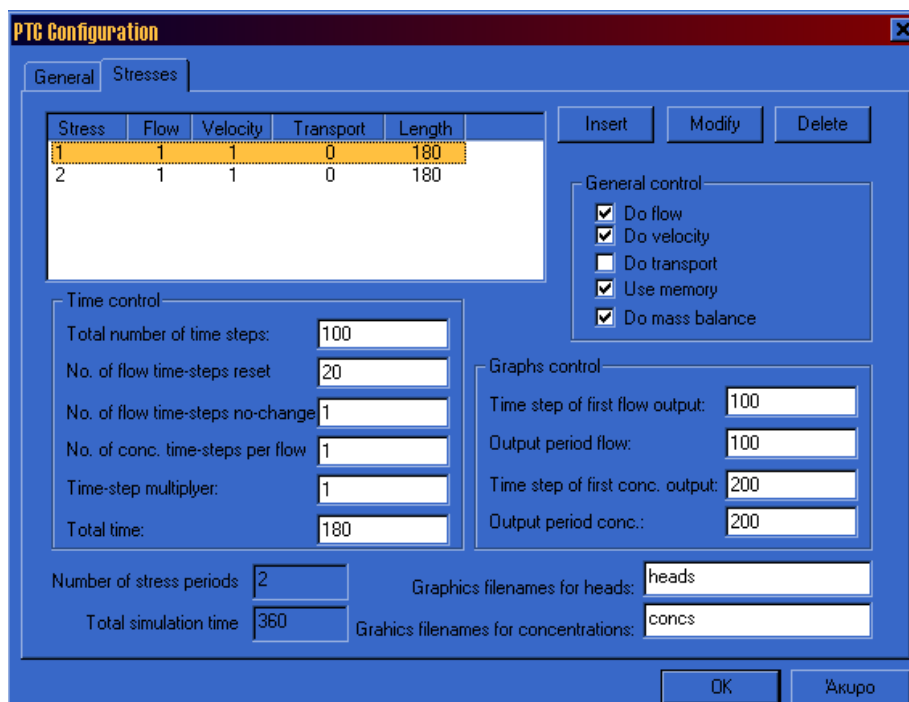 PTC Configuration
General Stresses
Stress Flow Velocity Transport Length
1 1 1 0 180
2 1 1 0 180
Insert Modify Delete
General control
Do flow
Do velocity
Do transport
Use memory
Do mass balance
Time control
Total number of time steps: 100
No. of flow time-steps reset 20
No. of flow time-steps no-change 1
No. of conc. time-steps per flow 1
Time-step multiplyer: 1
Total time: 180
Graphs control
Time step of first flow output: 100
Output period flow: 100
Time step of first conc. output: 200
Output period conc.: 200
Number of stress periods 2
Total simulation time 360
Graphics filenames for heads: heads
Grahics filenames for concentrations: concs
OK Άκυρο